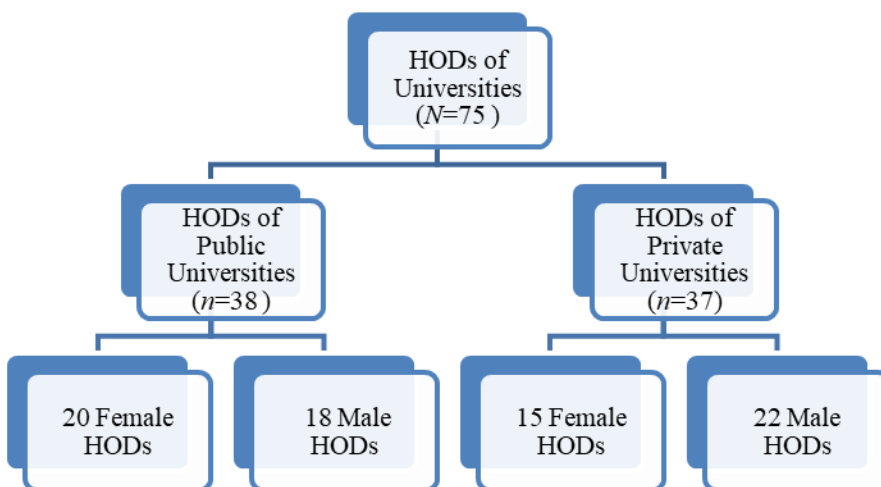 HODs of
Universities
(N=75 )
HODs of
Public
Universities
(n=38 )
HODs of
Private
Universities
(n=37)
20 Female
HODs
18 Male
HODs
15 Female
HODs
22 Male
HODs